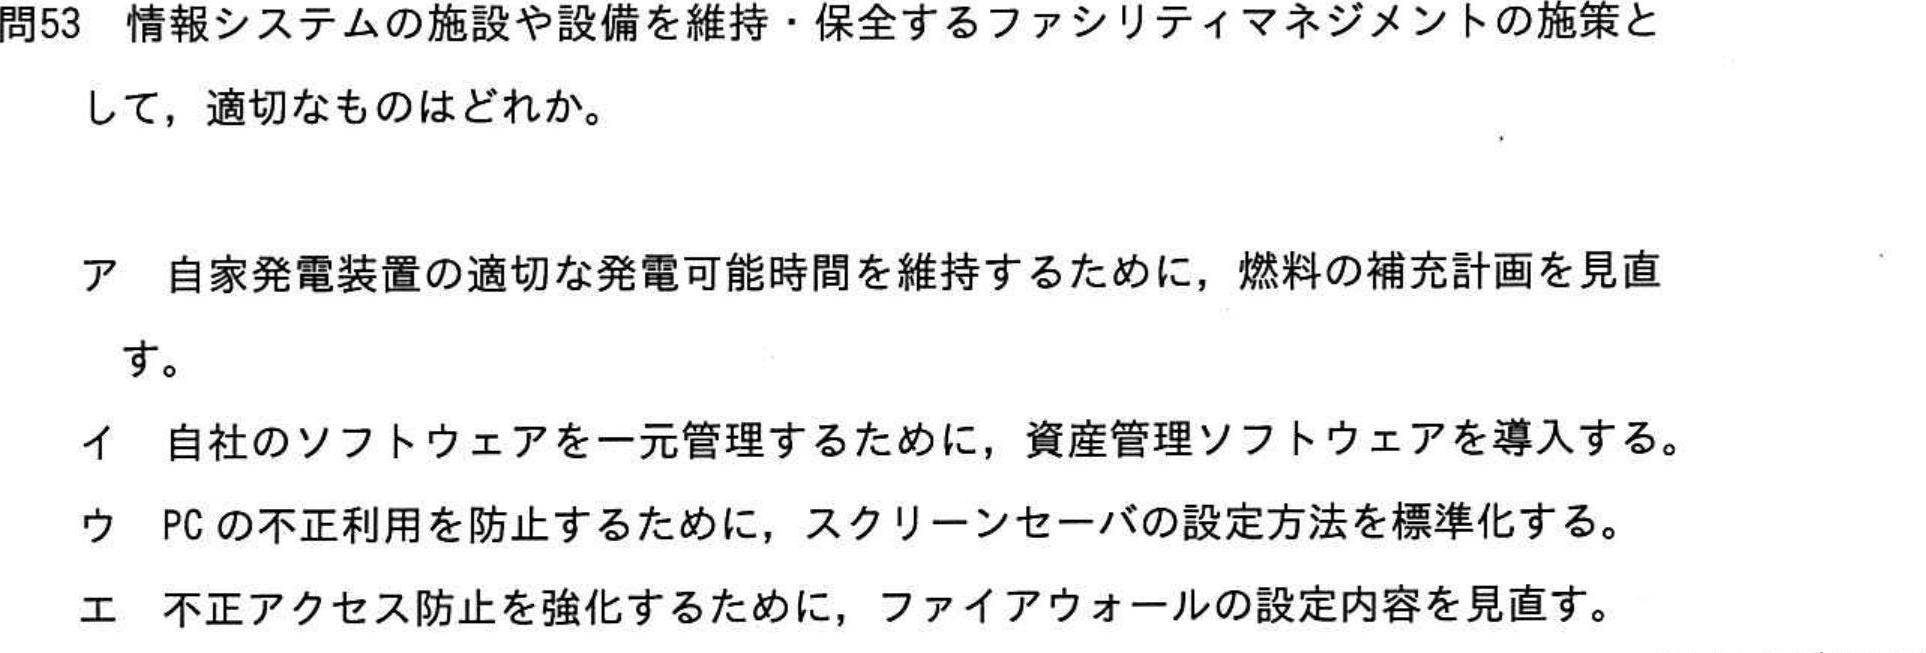 問53 情報システムの施設や設備を維持・保全するファシリティマネジメントの施策と
して，適切なものはどれか。
ア 自家発電装置の適切な発電可能時間を維持するために，燃料の補充計画を見直
す。
イ 自社のソフトウェアを一元管理するために，資産管理ソフトウェアを導入する。
ウ PCの不正利用を防止するために，スクリーンセーバの設定方法を標準化する。
エ 不正アクセス防止を強化するために，ファイアウォールの設定内容を見直す。